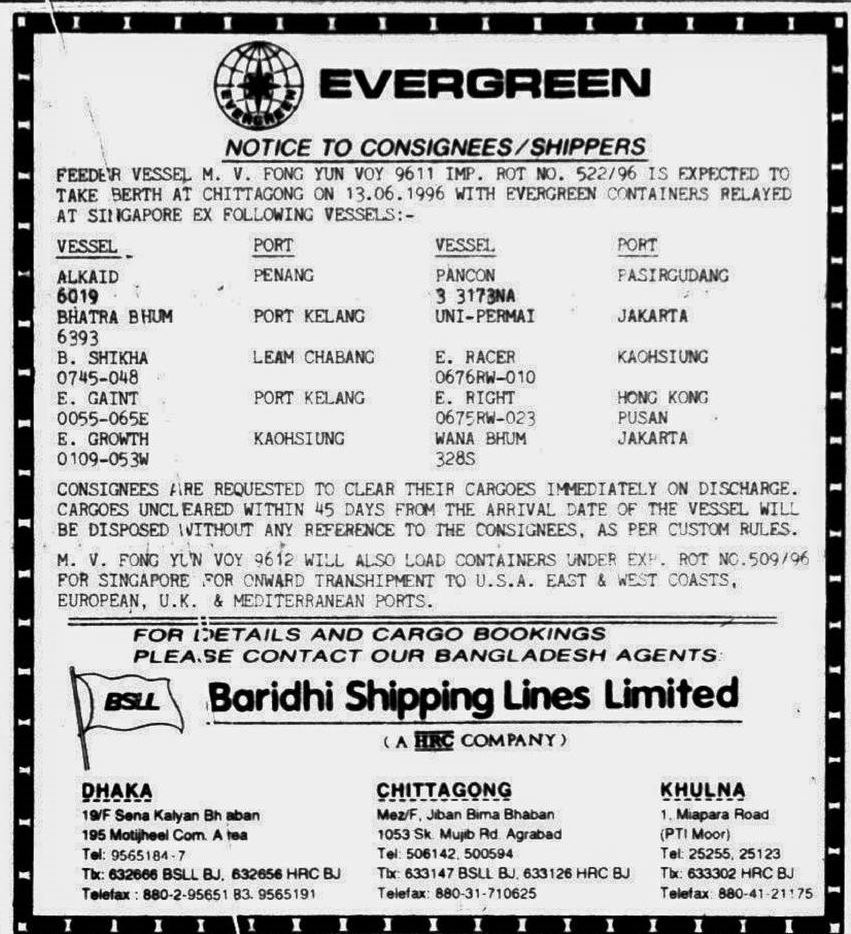 EVERGREEN
EVERGREEN
NOTICE TO CONSIGNEES/SHIPPERS
FEEDER VESSEL M. V. FONG YUN VOY 9611 IMP. ROT NO. 522/96 IS EXPECTED TO
TAKE BERTH AT CHITTAGONG ON 13.06.1996 WITH EVERGREEN CONTAINERS RELAYED
AT SINGAPORE EX FOLLOWING VESSELS:-
VESSEL PORT VESSEL PORT
ALKAID PENANG PANCON PASIRGUDANG
6019 3 3173NA
BHATRA BHUM PORT KELANG UNI-PERMAI JAKARTA
6393
B. SHIKHA LEAM CHABANG E. RACER KAOHSIUNG
0745-048 0676RW-010
E. GAINT PORT KELANG E. RIGHT HONG KONG
0055-065E 0675RW-023 PUSAN
E. GROWTH KAOHSIUNG WANA BHUM JAKARTA
0109-053W 328S
CONSIGNEES ARE REQUESTED TO CLEAR THEIR CARGOES IMMEDIATELY ON DISCHARGE.
CARGOES UNCLEARED WITHIN 45 DAYS FROM THE ARRIVAL DATE OF THE VESSEL WILL
BE DISPOSED WITHOUT ANY REFERENCE TO THE CONSIGNEES, AS PER CUSTOM RULES.
M. V. FONG YUN VOY 9612 WILL ALSO LOAD CONTAINERS UNDER EXP. ROT NO.509/96
FOR SINGAPORE FOR ONWARD TRANSHIPMENT TO U.S.A. EAST & WEST COASTS,
EUROPEAN, U.K. & MEDITERRANEAN PORTS.
FOR DETAILS AND CARGO BOOKINGS
PLEASE CONTACT OUR BANGLADESH AGENTS
BSLL Baridhi Shipping Lines Limited
(A HRC COMPANY)
DHAKA
19/F Sena Kalyan Bhaban
195 Motijheel Com. Area
Tel: 9565184-7
Tlx: 632666 BSLL BJ, 632656 HRC BJ
Telefax : 880-2-9565183, 9565191
CHITTAGONG
Mez/F, Jiban Bima Bhaban
1053 Sk. Mujib Rd. Agrabad
Tel: 506142, 500594
Tlx: 633147 BSLL BJ, 633126 HRC BJ
Telefax: 880-31-710625
KHULNA
1, Miapara Road
(PTI Moor)
Tel: 25255, 25123
Tlx: 633302 HRC BJ
Telefax: 880-41-21175